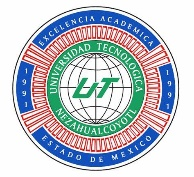 EXCELENCIA ACADEMICA
1991
UNIVERSIDAD TECNOLOGICA
UT
NEZAHUALCOYOTL
1991
ESTADO DE MEXICO